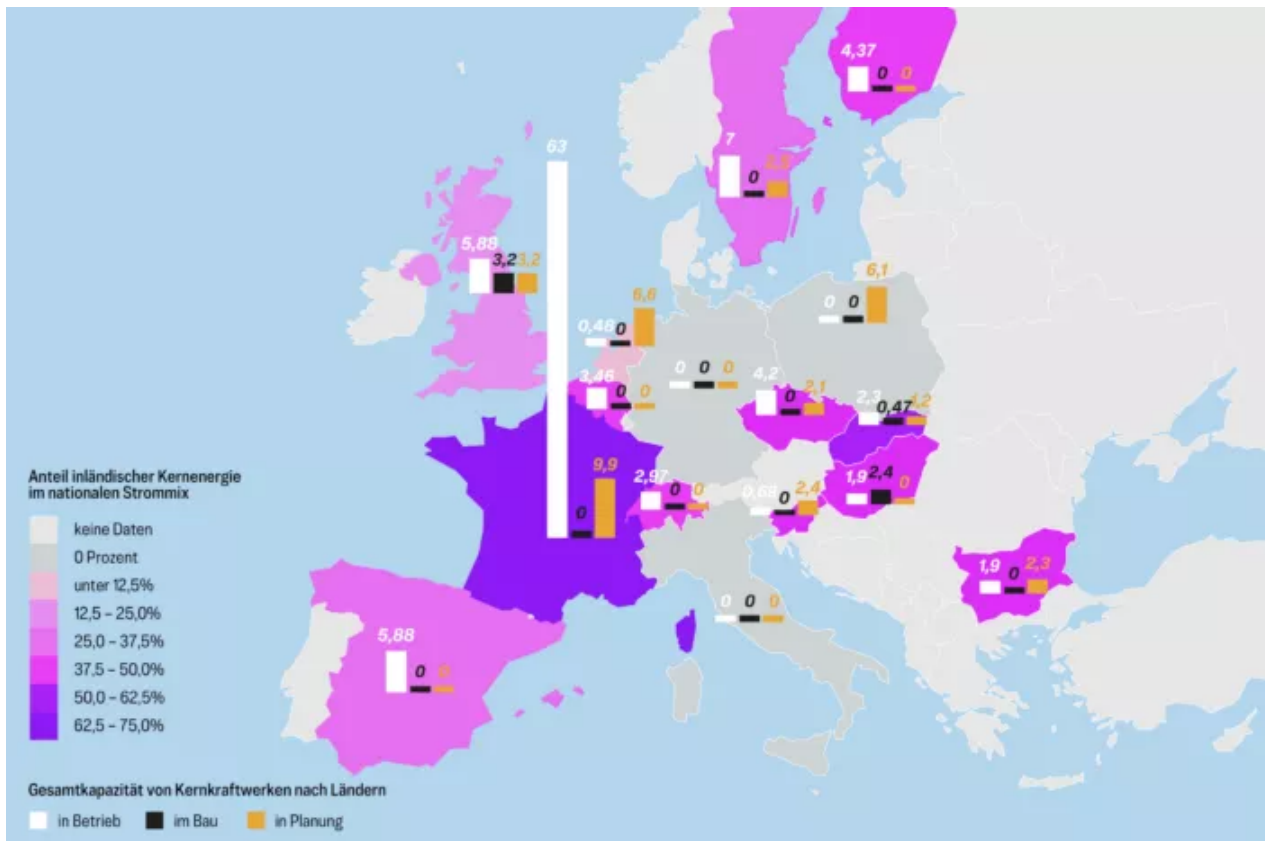 4,37 0 0
7 0 2,5
63
5,88 3,2 3,2
6,1
0 0
6,6
0
0 0 0
3,46 0 0
4,2 0 2,1
2,3 0,47 1,2
9,9
0
2,97 0 0
0 2,4
1,9 2,4 0
1,9 0 2,3
0 0 0
5,88 0 0
Anteil inländischer Kernenergie
im nationalen Strommix
keine Daten
0 Prozent
unter 12,5%
12,5 – 25,0%
25,0 – 37,5%
37,5 – 50,0%
50,0 – 62,5%
62,5 – 75,0%
Gesamtkapazität von Kernkraftwerken nach Ländern
in Betrieb im Bau in Planung